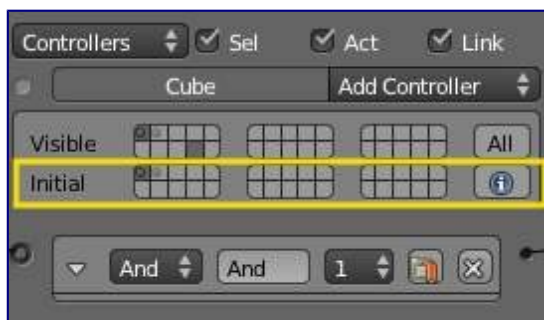 Controllers Sel Act Link
Cube Add Controller
Visible All
Initial
And And 1